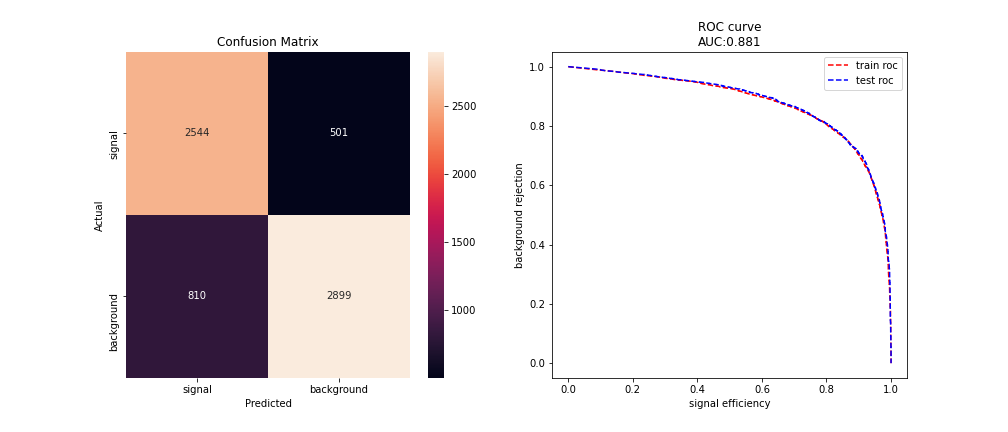 Confusion Matrix
signal
background
Actual
2544
501
810
2899
signal
background
Predicted
2500
2000
1500
1000
ROC curve
AUC:0.881
train roc
test roc
background rejection
1.0
0.8
0.6
0.4
0.2
0.0
0.0
0.2
0.4
0.6
0.8
1.0
signal efficiency